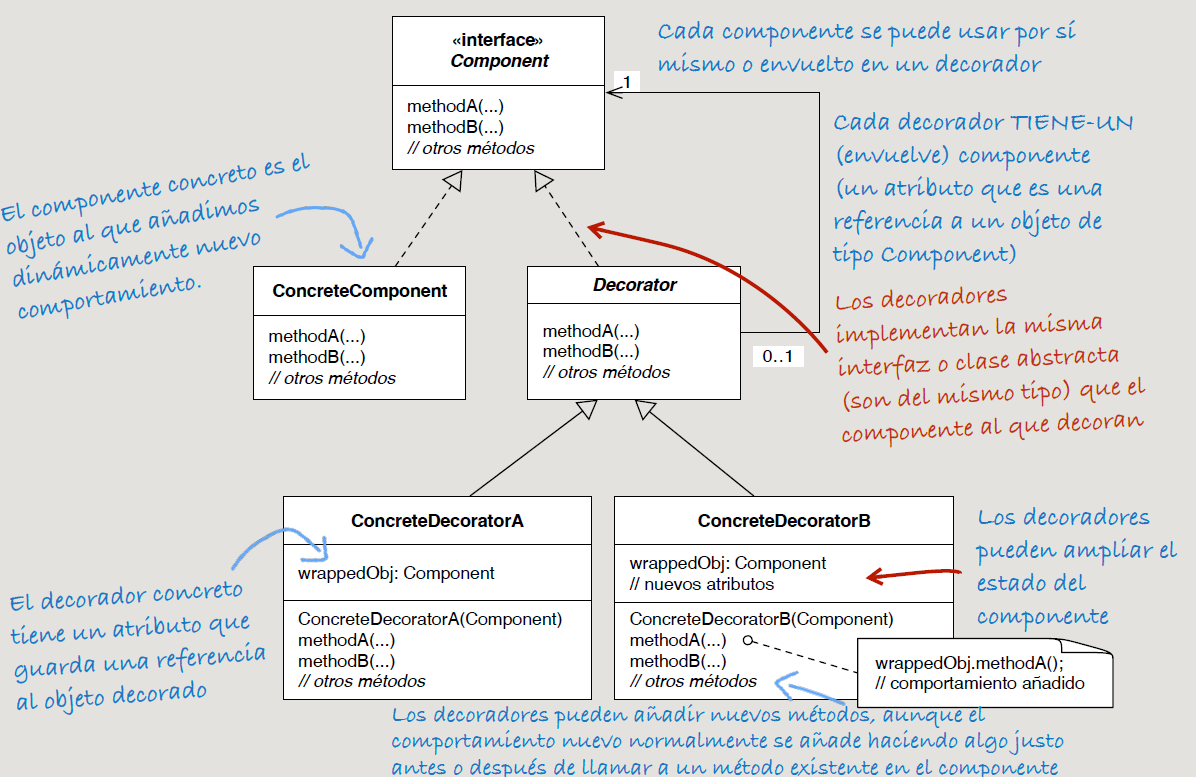 «interface»
Component
methodA(...)
methodB(...)
// otros métodos
Cada componente se puede usar por sí
mismo o envuelto en un decorador
1
Cada decorador TIENE-UN
(envuelve) componente
(un atributo que es una
referencia a un objeto de
tipo Component)
El componente concreto es el
objeto al que añadimos
dinámicamente nuevo
comportamiento.
ConcreteComponent
methodA(...)
methodB(...)
// otros métodos
Decorator
methodA(...)
methodB(...)
// otros métodos
0..1
Los decoradores
implementan la misma
interfaz o clase abstracta
(son del mismo tipo) que el
componente al que decoran
ConcreteDecoratorA
wrappedObj: Component
ConcreteDecoratorA(Component)
methodA(...)
methodB(...)
// otros métodos
El decorador concreto
tiene un atributo que
guarda una referencia
al objeto decorado
ConcreteDecoratorB
wrappedObj: Component
// nuevos atributos
ConcreteDecoratorB(Component)
methodA(...)
methodB(...)
// otros métodos
Los decoradores
pueden ampliar el
estado del
componente
wrappedObj.methodA();
// comportamiento añadido
Los decoradores pueden añadir nuevos métodos, aunque el
comportamiento nuevo normalmente se añade haciendo algo justo
antes o después de llamar a un método existente en el componente